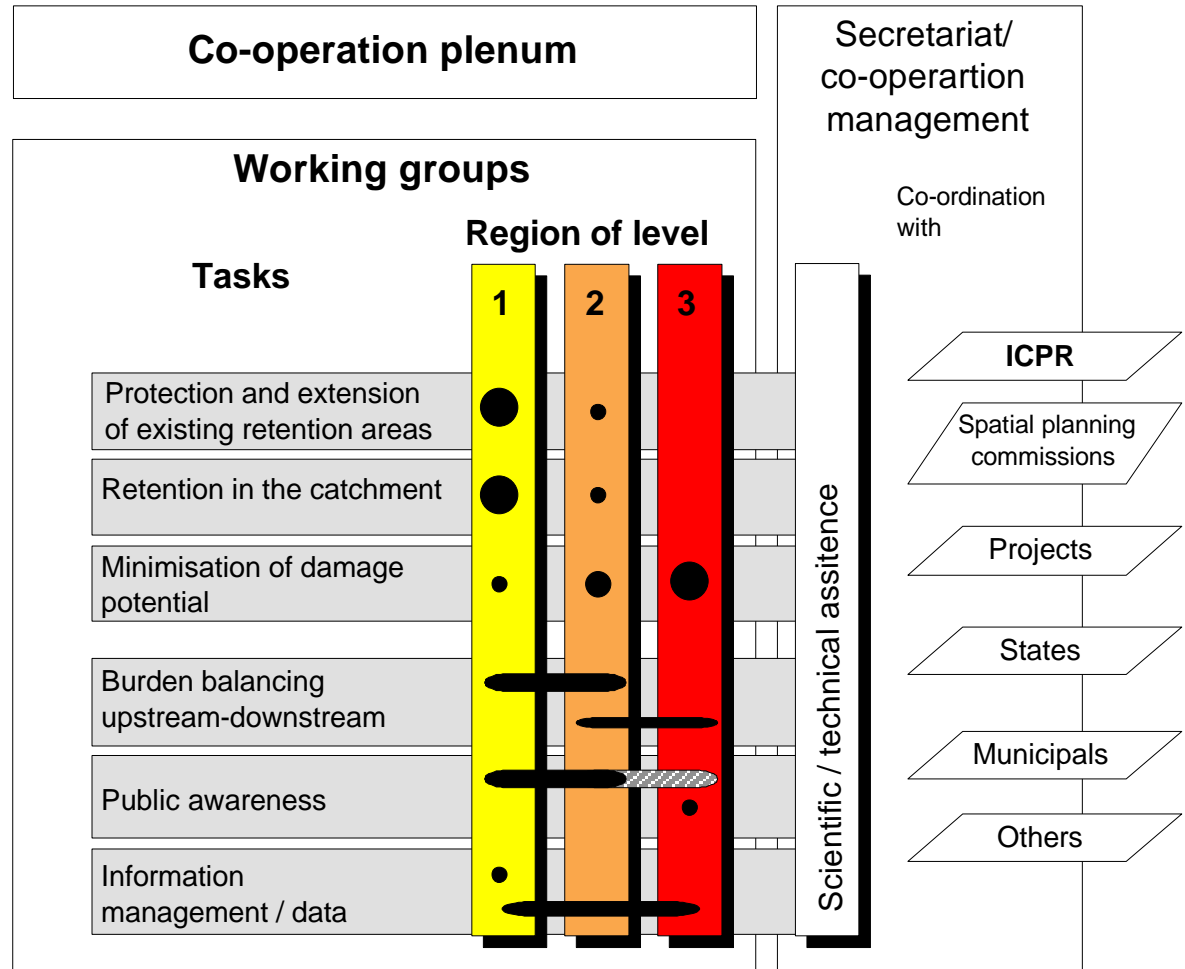 Co-operation plenum
Secretariat/
co-operartion
management
Working groups
Co-ordination
with
Region of level
Tasks
1
2
3
Protection and extension
of existing retention areas
Retention in the catchment
Minimisation of damage
potential
Burden balancing
upstream-downstream
Public awareness
Information
management / data
Scientific / technical assitence
ICPR
Spatial planning
commissions
Projects
States
Municipals
Others